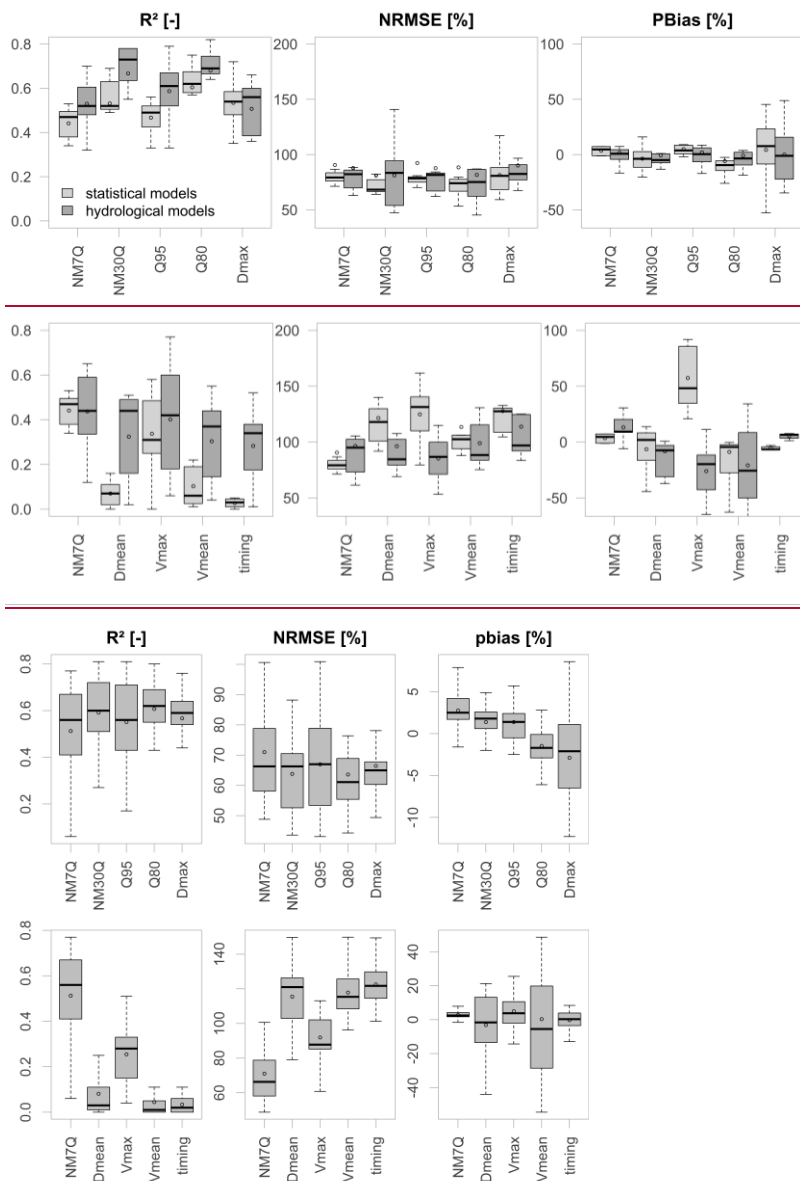 R² [-] NRMSE [%] PBias [%]
0.8 0.6 0.4 0.2 0.0
statistical models
hydrological models
NM7Q NM30Q Q95 Q80 Dmax
200 150 100 50
NM7Q NM30Q Q95 Q80 Dmax
100 50 0 -50
NM7Q NM30Q Q95 Q80 Dmax
0.8 0.6 0.4 0.2 0.0
NM7Q Dmean Vmax Vmean timing
200 150 100 50
NM7Q Dmean Vmax Vmean timing
100 50 0 -50
NM7Q Dmean Vmax Vmean timing
R² [-] NRMSE [%] pbias [%]
0.8 0.6 0.4 0.2
NM7Q NM30Q Q95 Q80 Dmax
90 80 70 60 50
NM7Q NM30Q Q95 Q80 Dmax
5 0 -5 -10
NM7Q NM30Q Q95 Q80 Dmax
0.8 0.6 0.4 0.2 0.0
NM7Q Dmean Vmax Vmean timing
140 120 100 80 60
NM7Q Dmean Vmax Vmean timing
40 20 0 -20 -40
NM7Q Dmean Vmax Vmean timing